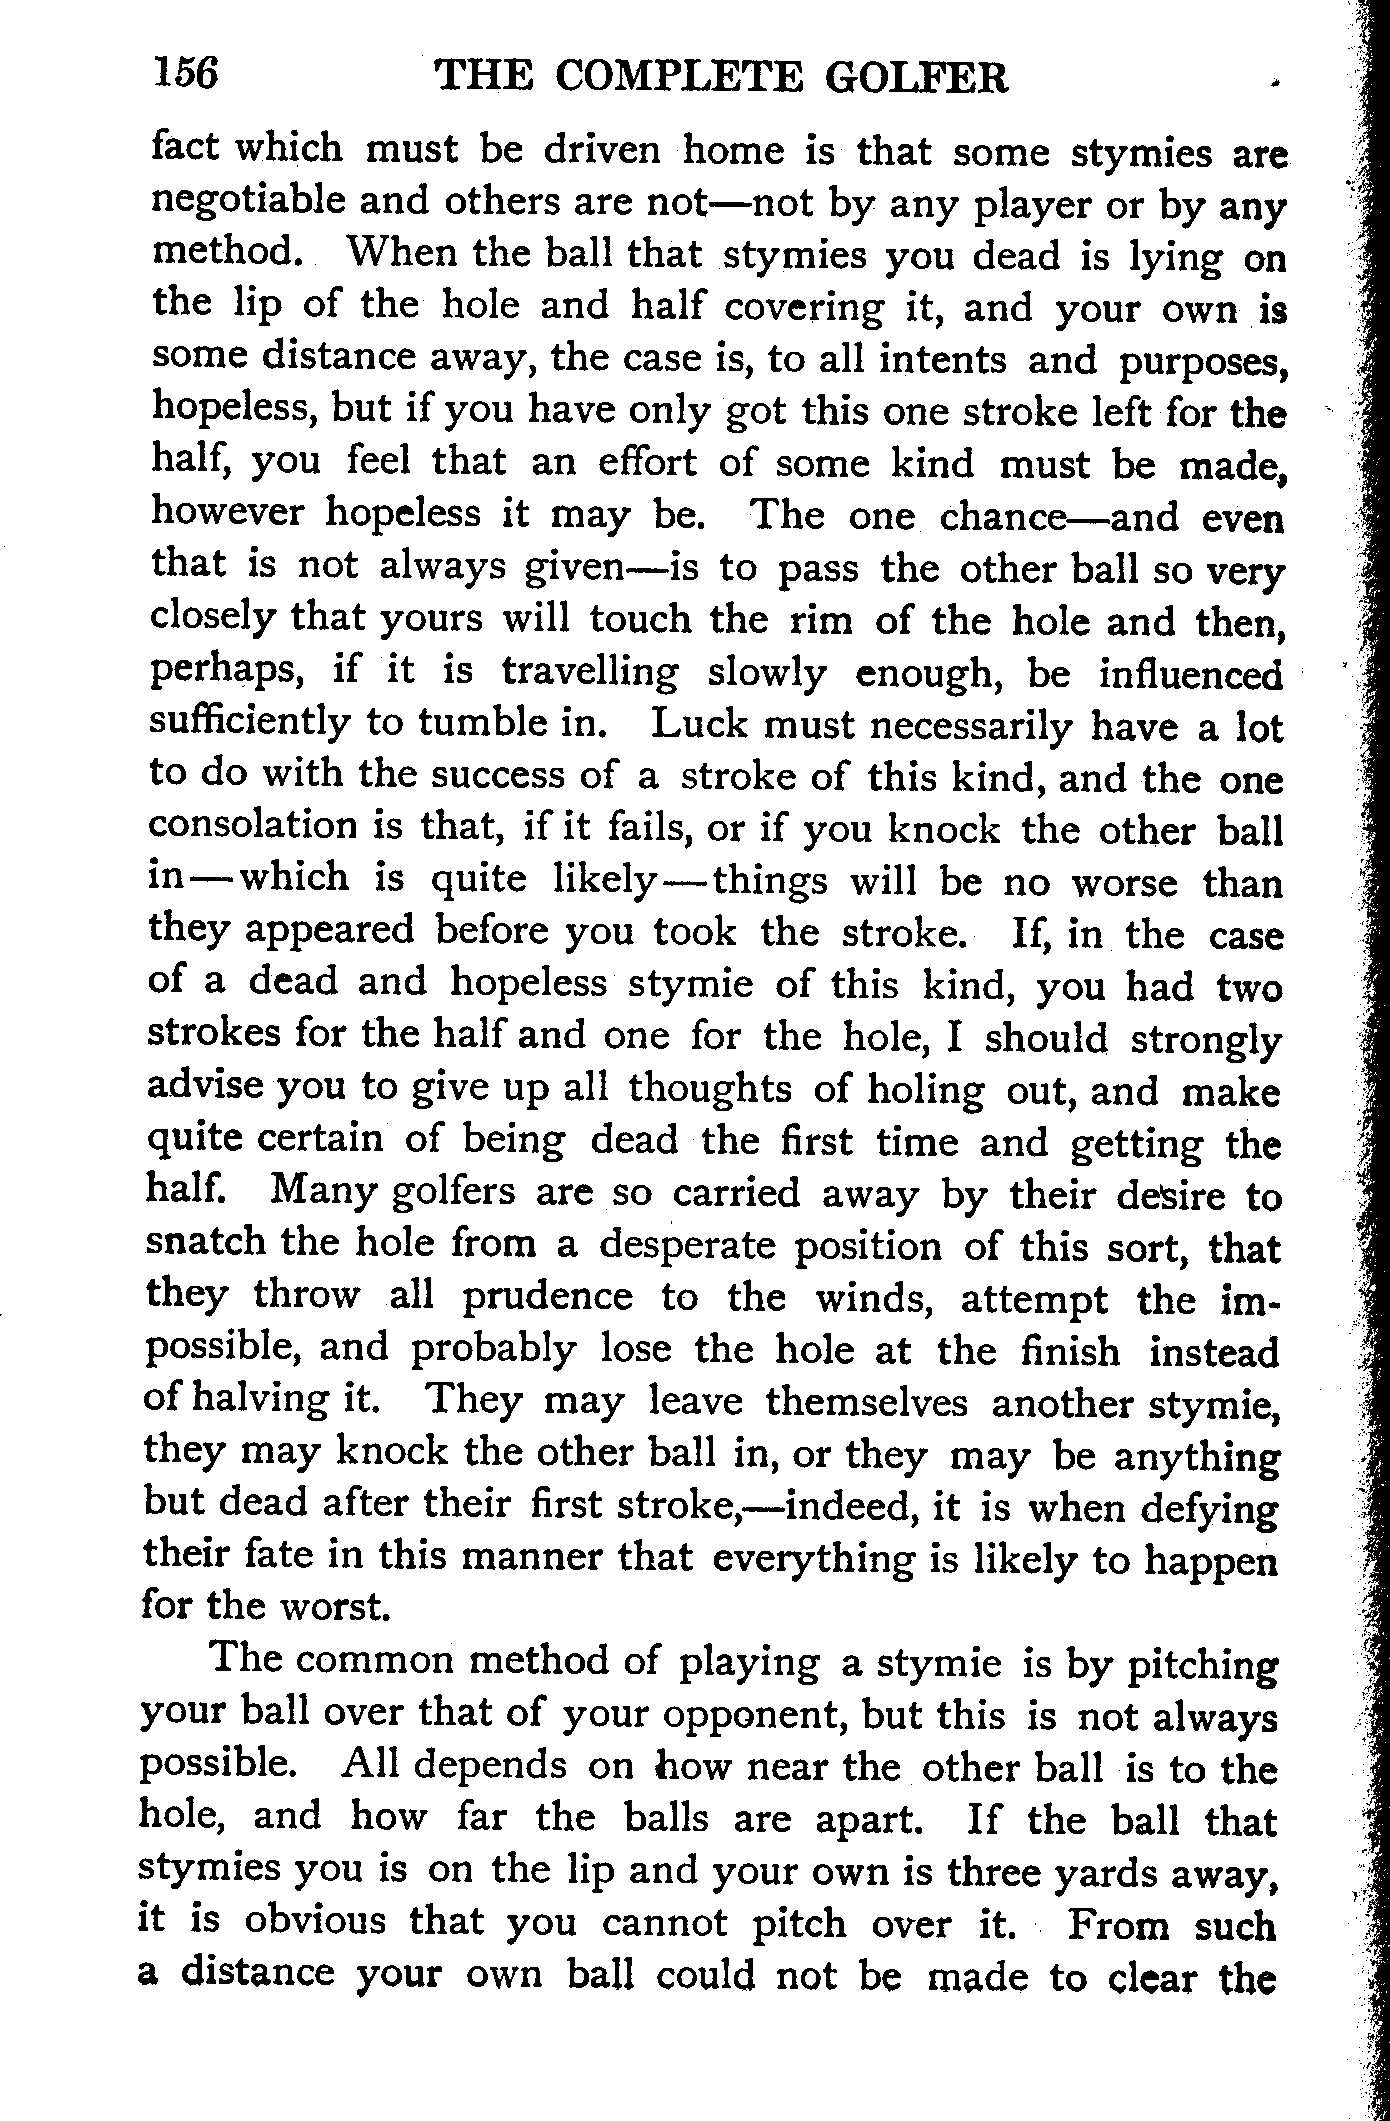 156 THE COMPLETE GOLFER
fact which must be driven home is that some stymies are
negotiable and others are not—not by any player or by any
method. When the ball that stymies you dead is lying on
the lip of the hole and half covering it, and your own is
some distance away, the case is, to all intents and purposes,
hopeless, but if you have only got this one stroke left for the
half, you feel that an effort of some kind must be made,
however hopeless it may be. The one chance—and even
that is not always given—is to pass the other ball so very
closely that yours will touch the rim of the hole and then,
perhaps, if it is travelling slowly enough, be influenced
sufficiently to tumble in. Luck must necessarily have a lot
to do with the success of a stroke of this kind, and the one
consolation is that, if it fails, or if you knock the other ball
in—which is quite likely—things will be no worse than
they appeared before you took the stroke. If, in the case
of a dead and hopeless stymie of this kind, you had two
strokes for the half and one for the hole, I should strongly
advise you to give up all thoughts of holing out, and make
quite certain of being dead the first time and getting the
half. Many golfers are so carried away by their desire to
snatch the hole from a desperate position of this sort, that
they throw all prudence to the winds, attempt the im-
possible, and probably lose the hole at the finish instead
of halving it. They may leave themselves another stymie,
they may knock the other ball in, or they may be anything
but dead after their first stroke,—indeed, it is when defying
their fate in this manner that everything is likely to happen
for the worst.
The common method of playing a stymie is by pitching
your ball over that of your opponent, but this is not always
possible. All depends on how near the other ball is to the
hole, and how far the balls are apart. If the ball that
stymies you is on the lip and your own is three yards away,
it is obvious that you cannot pitch over it. From such
a distance your own ball could not be made to clear the